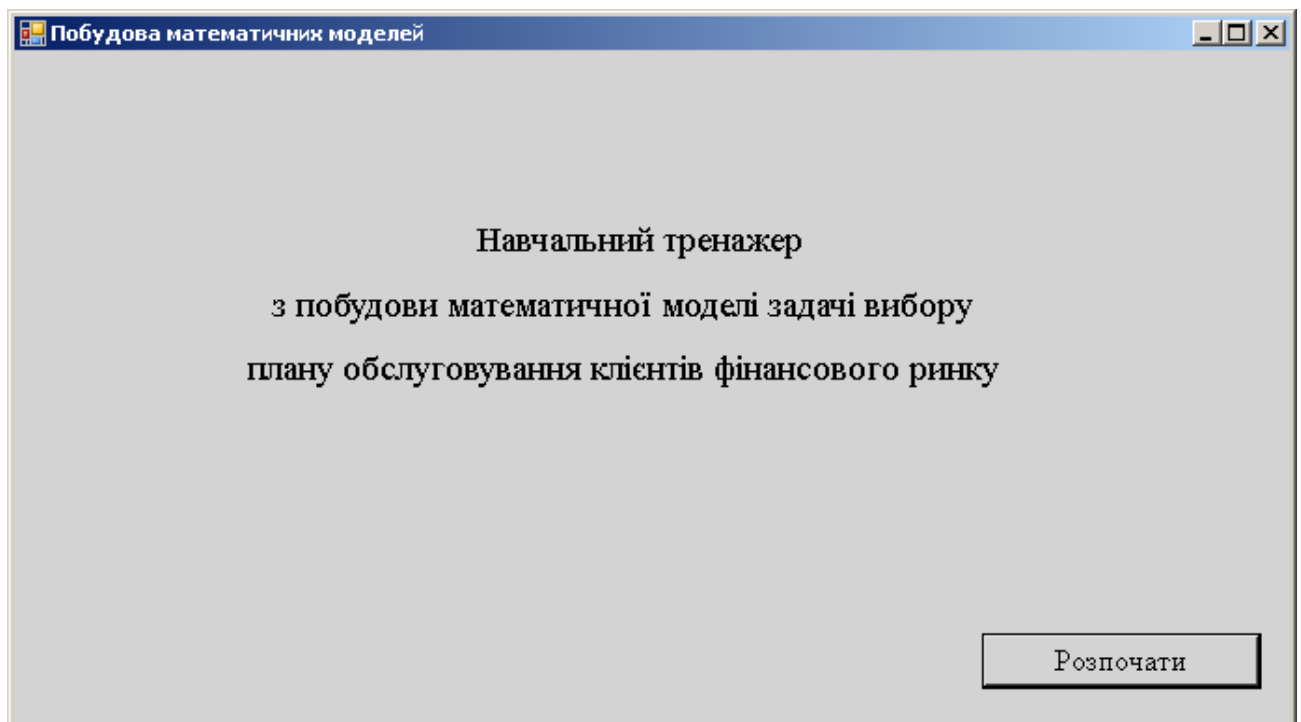 Побудова математичних моделей
Навчальний тренажер
з побудови математичної моделі задачі вибору
плану обслуговування клієнтів фінансового ринку
Розпочати